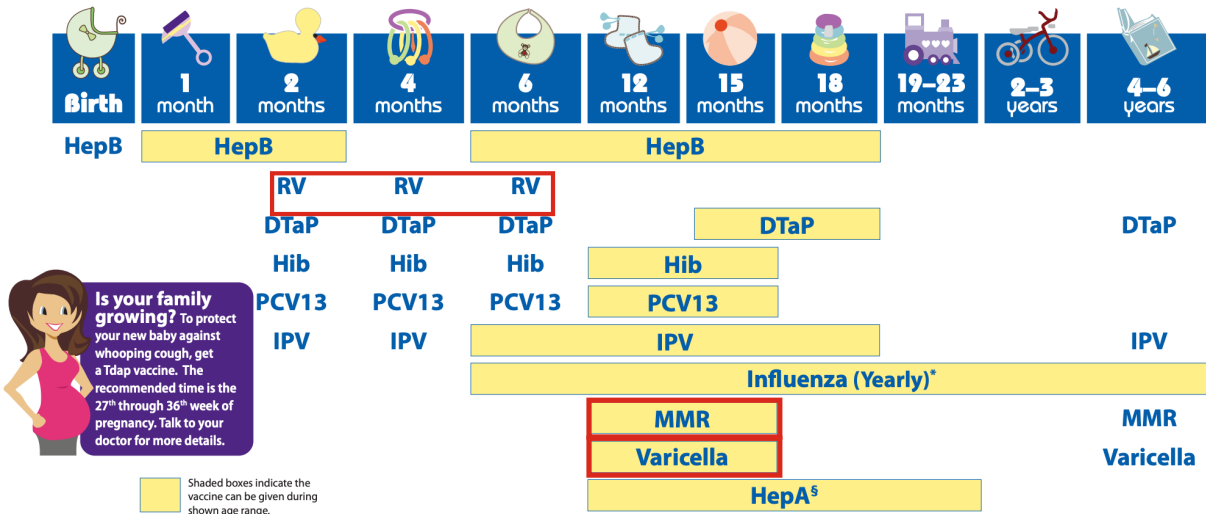 Birth
1
month
2
months
4
months
6
months
12
months
15
months
18
months
19–23
months
2–3
years
4–6
years
HepB HepB HepB
RV RV RV
DTaP DTaP DTaP DTaP DTaP
Hib Hib Hib Hib
PCV13 PCV13 PCV13 PCV13
IPV IPV IPV IPV
Influenza (Yearly)*
MMR MMR
Varicella Varicella
HepA§
Is your family
growing? To protect
your new baby against
whooping cough, get
a Tdap vaccine. The
recommended time is the
27th through 36th week of
pregnancy. Talk to your
doctor for more details.
Shaded boxes indicate the
vaccine can be given during
shown age range.